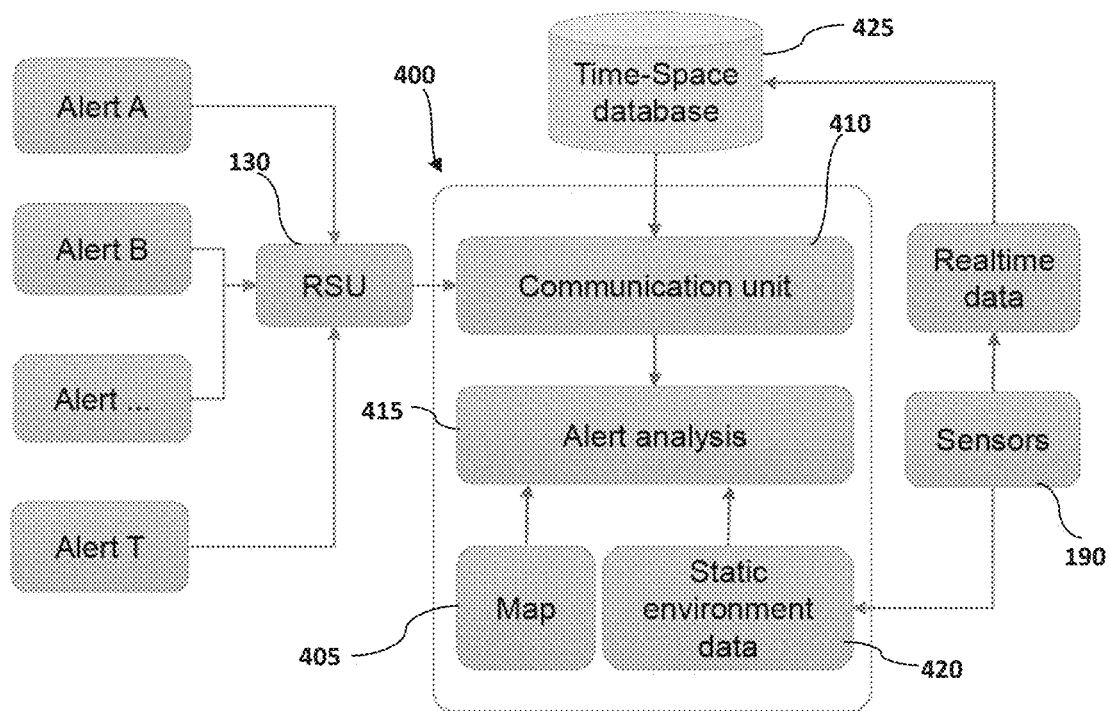 425
Time-Space
database
400
Alert A
410
130
Alert B
RSU
Communication unit
Realtime
data
Alert ...
415
Alert analysis
Sensors
Alert T
190
Map
Static
environment
data
405
420